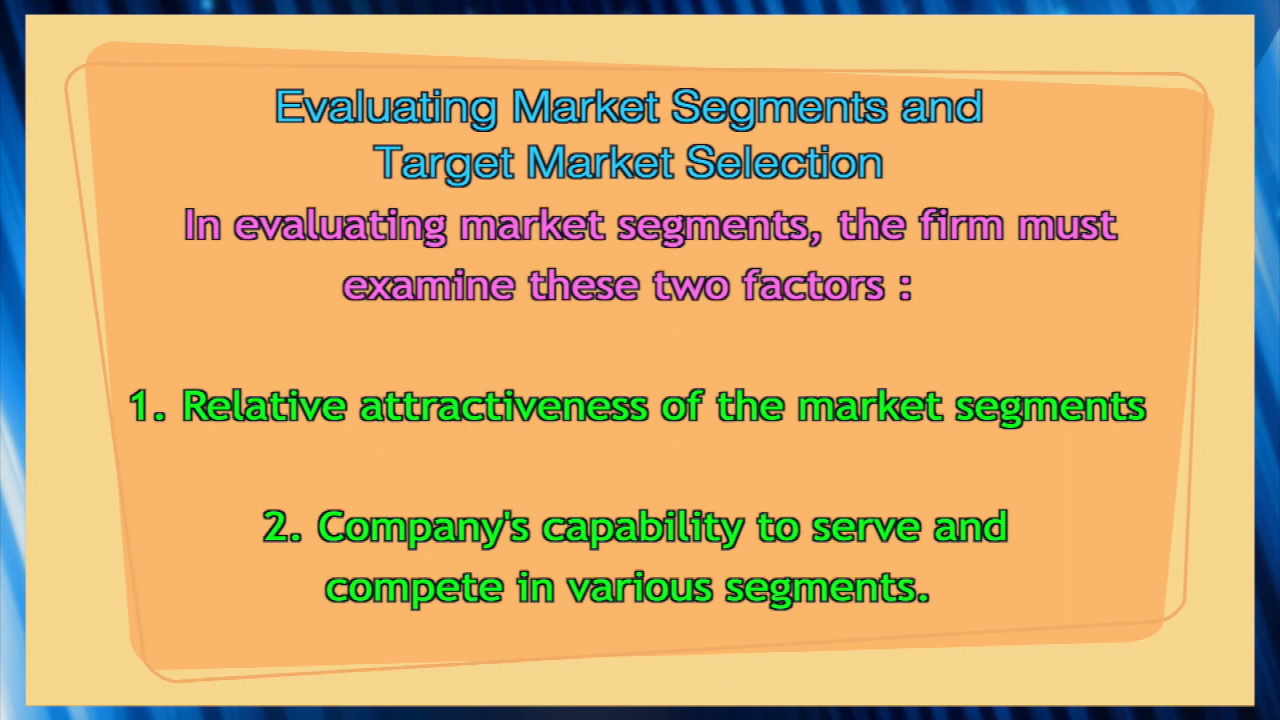 Evaluating Market Segments and
Target Market Selection
In evaluating market segments, the firm must
examine these two factors :
1. Relative attractiveness of the market segments
2. Company's capability to serve and
compete in various segments.